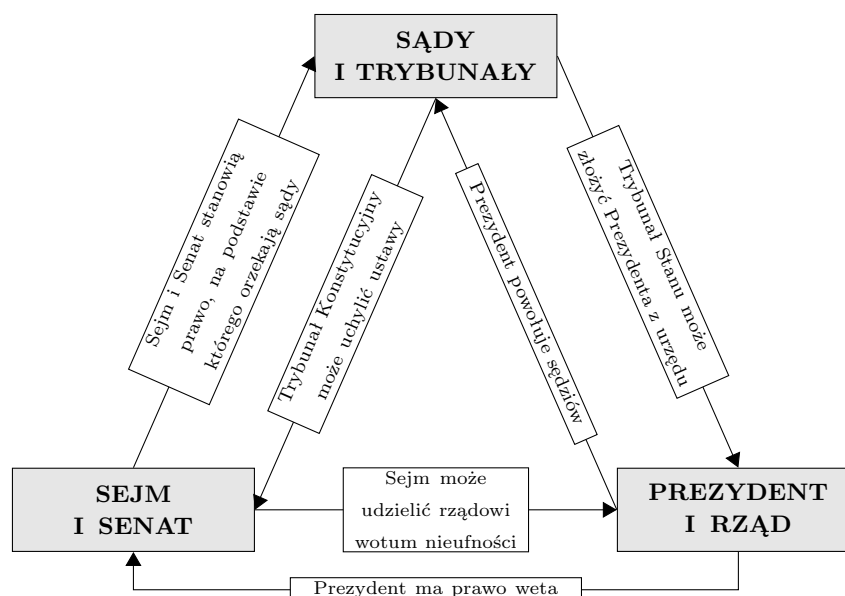 SĄDY
I TRYBUNAŁY
Sejm i Senat stanowią
prawo, na podstawie
którego orzekają sądy
Trybunał Konstytucyjny
może uchylić ustawy
Prezydent powołuje sędziów
Trybunał Stanu może
złożyć Prezydenta z urzędu
SEJM
I SENAT
Sejm może
udzielić rządowi
wotum nieufności
PREZYDENT
I RZĄD
Prezydent ma prawo weta